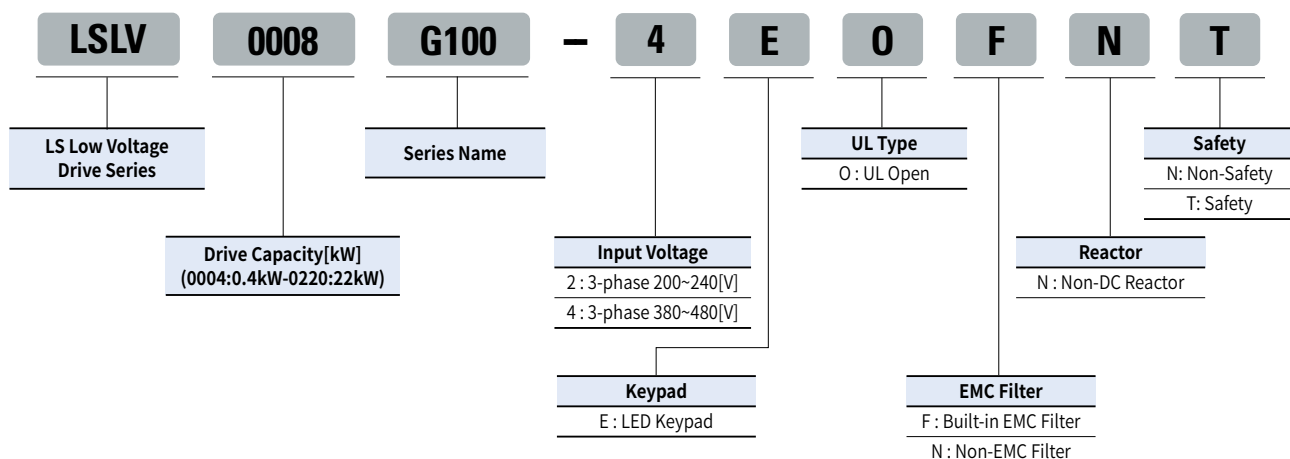 LSLV 0008 G100 – 4 E O F N T
LS Low Voltage
Drive Series
Series Name
UL Type
O : UL Open
Safety
N: Non-Safety
T: Safety
Drive Capacity[kW]
(0004:0.4kW-0220:22kW)
Input Voltage
2 : 3-phase 200~240[V]
4 : 3-phase 380~480[V]
Reactor
N : Non-DC Reactor
Keypad
E : LED Keypad
EMC Filter
F : Built-in EMC Filter
N : Non-EMC Filter